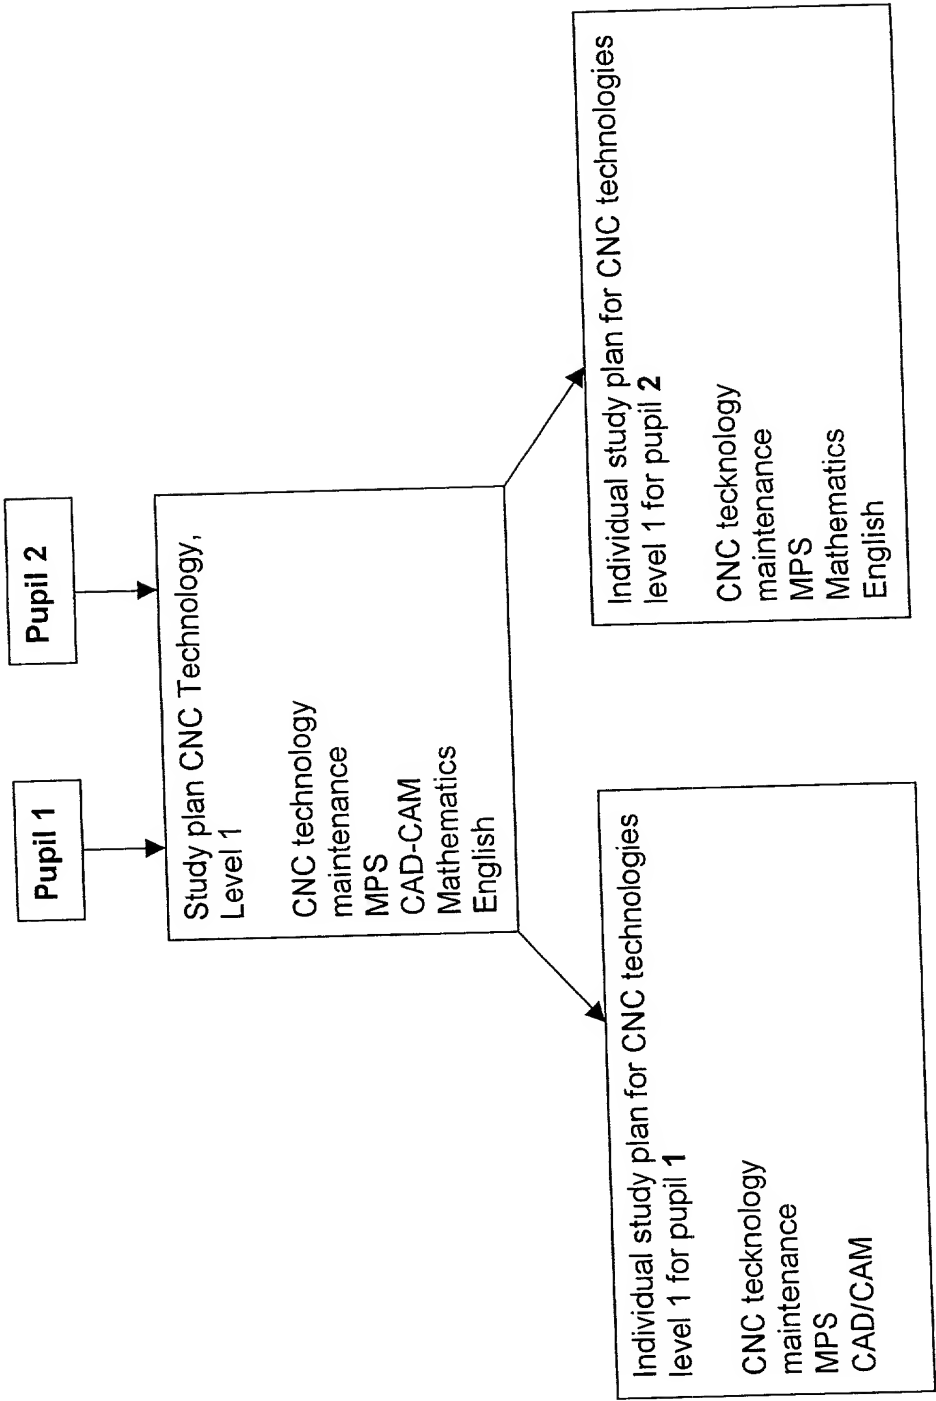 Pupil 1
Pupil 2
Study plan CNC Technology,
Level 1
CNC technology
maintenance
MPS
CAD-CAM
Mathematics
English
Individual study plan for CNC technologies
level 1 for pupil 1
CNC tecknology
maintenance
MPS
CAD/CAM
Individual study plan for CNC technologies
level 1 for pupil 2
CNC tecknology
maintenance
MPS
Mathematics
English